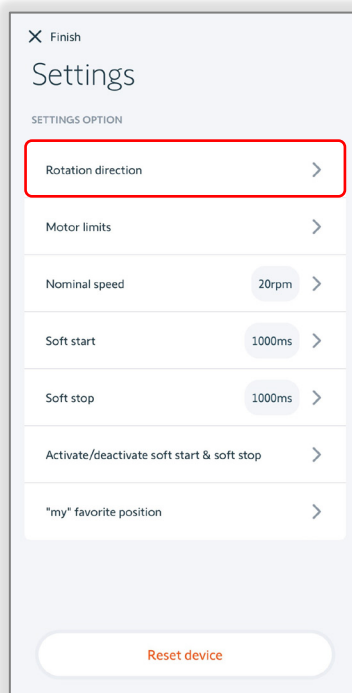 Finish
Settings
SETTINGS OPTION
Rotation direction
Motor limits
Nominal speed 20rpm
Soft start 1000ms
Soft stop 1000ms
Activate/deactivate soft start & soft stop
"my" favorite position
Reset device